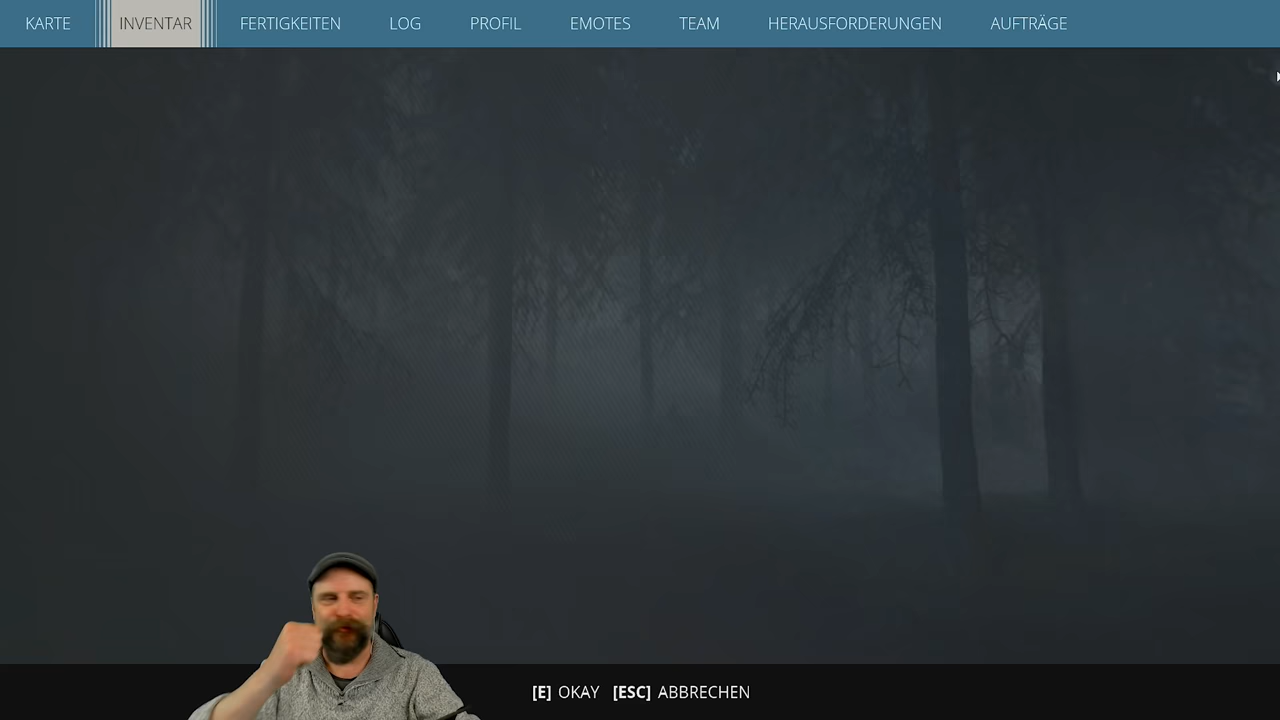 KARTE INVENTAR FERTIGKEITEN LOG PROFIL EMOTES TEAM HERAUSFORDERUNGEN AUFTRÄGE
[E] OKAY [ESC] ABBRECHEN